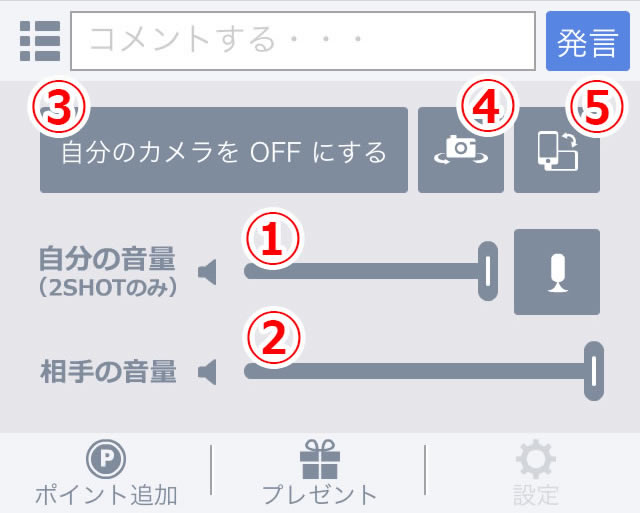 コメントする・・・
発言
③
④
⑤
自分のカメラを OFF にする
①
自分の音量
(2SHOTのみ)
②
相手の音量
P
ポイント追加
プレゼント
設定